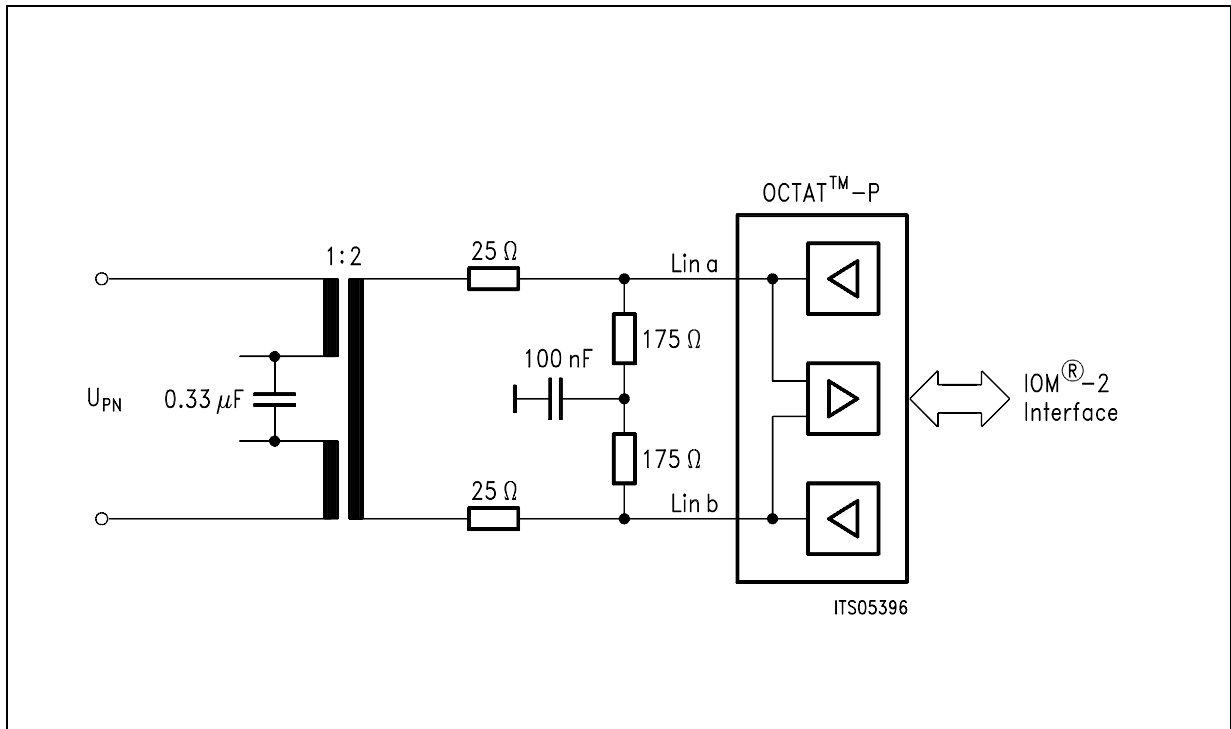 OCTAT™-P
1:2
25 Ω
Lin a
175 Ω
100 nF
U_PN
0.33 μF
IOM®-2
Interface
175 Ω
25 Ω
Lin b
ITS05396